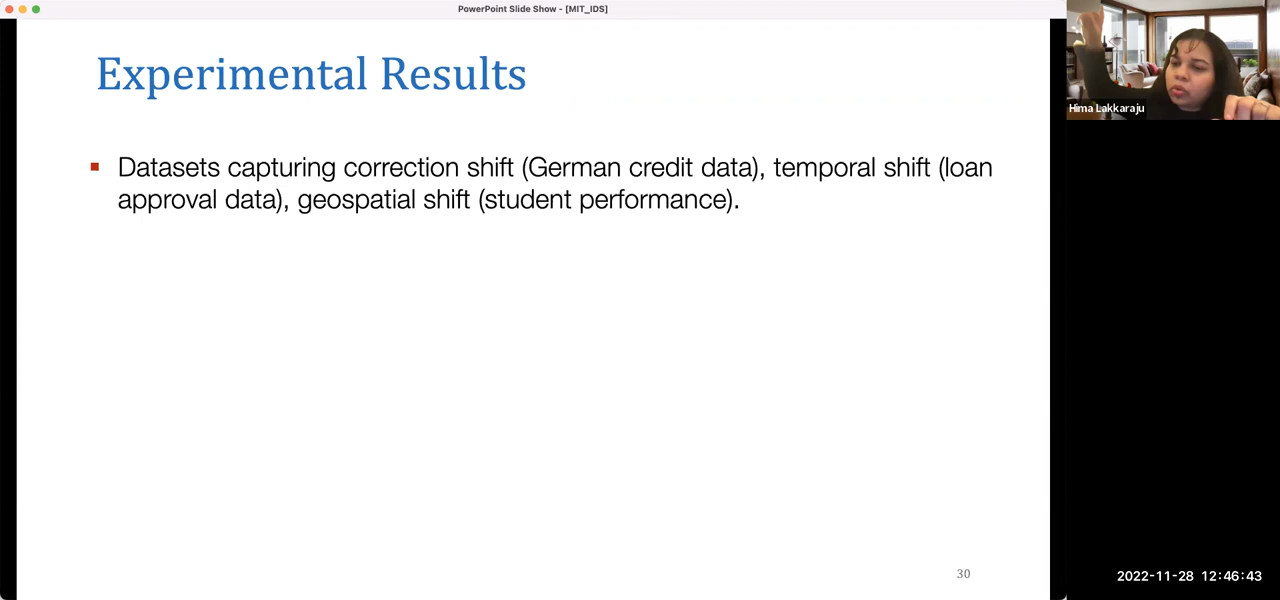 PowerPoint Slide Show - [MIT_IDS]
Experimental Results
Datasets capturing correction shift (German credit data), temporal shift (loan
approval data), geospatial shift (student performance).
30
Hima Lakkaraju
2022-11-28 12:46:43